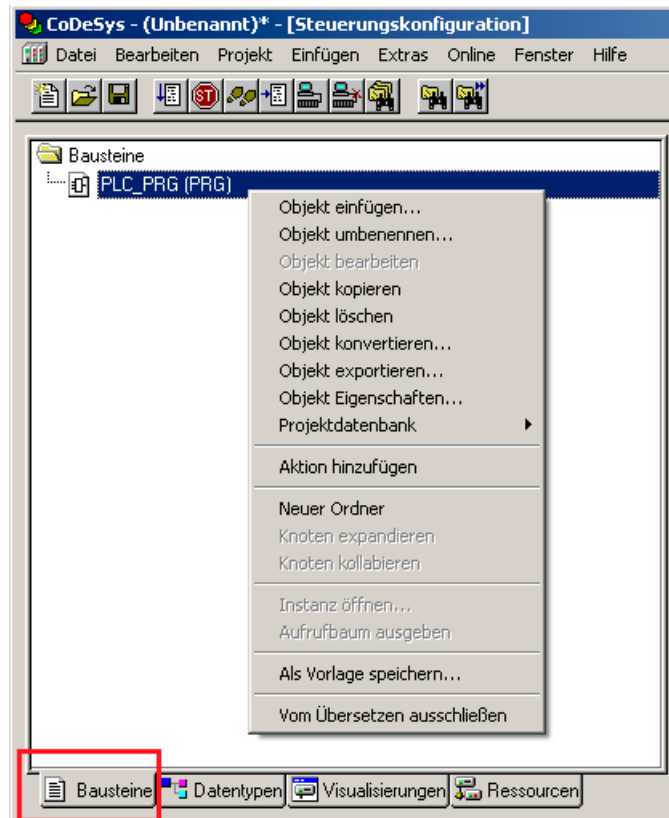 CoDeSys - (Unbenannt)* - [Steuerungskonfiguration]
Datei Bearbeiten Projekt Einfügen Extras Online Fenster Hilfe
Bausteine
PLC_PRG (PRG)
Objekt einfügen...
Objekt umbenennen...
Objekt bearbeiten
Objekt kopieren
Objekt löschen
Objekt konvertieren...
Objekt exportieren...
Objekt Eigenschaften...
Projektdatenbank
Aktion hinzufügen
Neuer Ordner
Knoten expandieren
Knoten kollabieren
Instanz öffnen...
Aufrufbaum ausgeben
Als Vorlage speichern...
Vom Übersetzen ausschließen
Bausteine Datentypen Visualisierungen Ressourcen